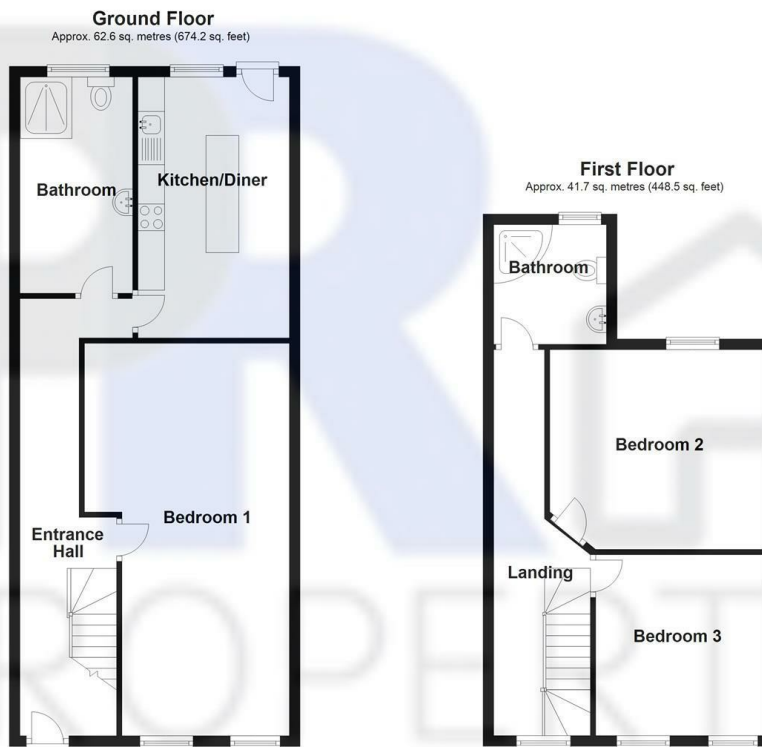 Ground Floor
Approx. 62.6 sq. metres (674.2 sq. feet)
Bathroom
Kitchen/Diner
Bedroom 1
Entrance
Hall
First Floor
Approx. 41.7 sq. metres (448.5 sq. feet)
Bathroom
Bedroom 2
Landing
Bedroom 3